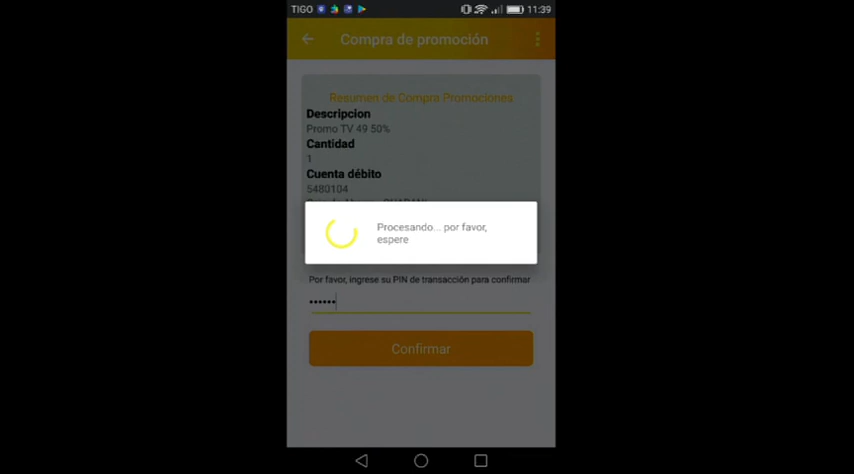 TIGO 11:39
Compra de promoción
Resumen de Compra Promociones
Descripcion
Promo TV 49 50%
Cantidad
1
Cuenta débito
5480104
Procesando... por favor,
espere
Por favor, ingrese su PIN de transacción para confirmar
••••••
Confirmar